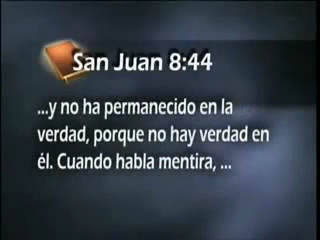 San Juan 8:44
...y no ha permanecido en la
verdad, porque no hay verdad en
él. Cuando habla mentira, ...